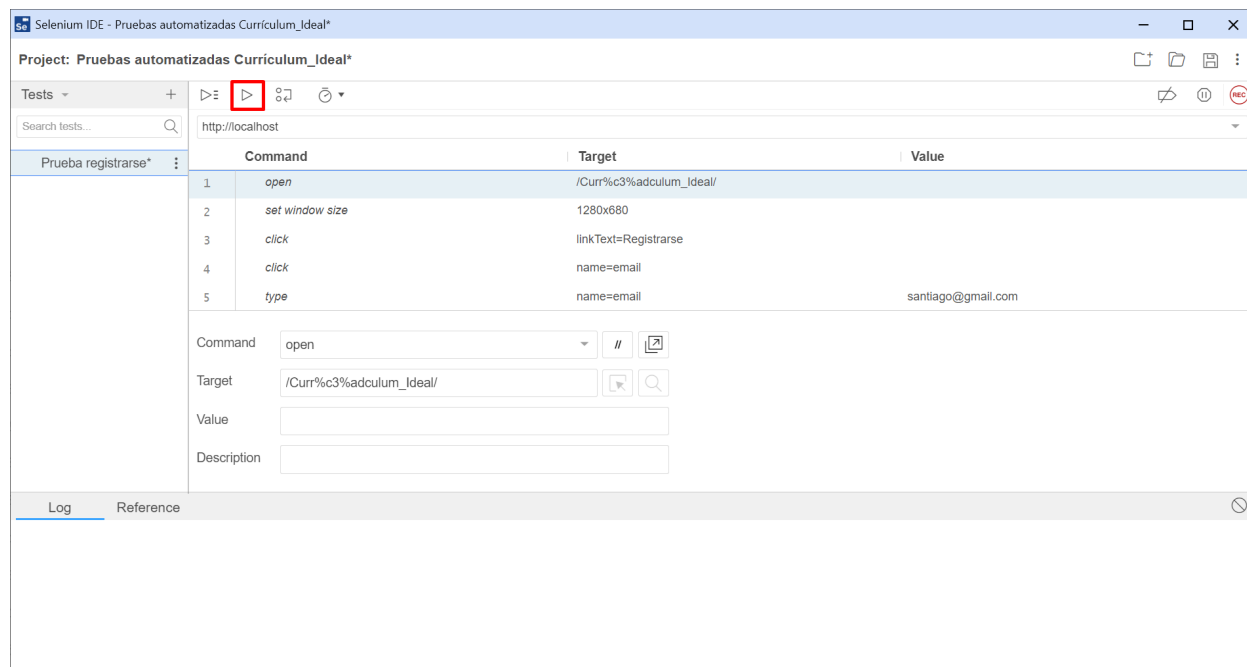 Se Selenium IDE - Pruebas automatizadas Currículum_Ideal*
Project: Pruebas automatizadas Currículum_Ideal*
Tests
REC
Search tests...
http://localhost
Prueba registrarse*
Command Target Value
1 open /Curr%c3%adculum_Ideal/
2 set window size 1280x680
3 click linkText=Registrarse
4 click name=email
5 type name=email santiago@gmail.com
Command open //
Target /Curr%c3%adculum_Ideal/
Value
Description
Log Reference